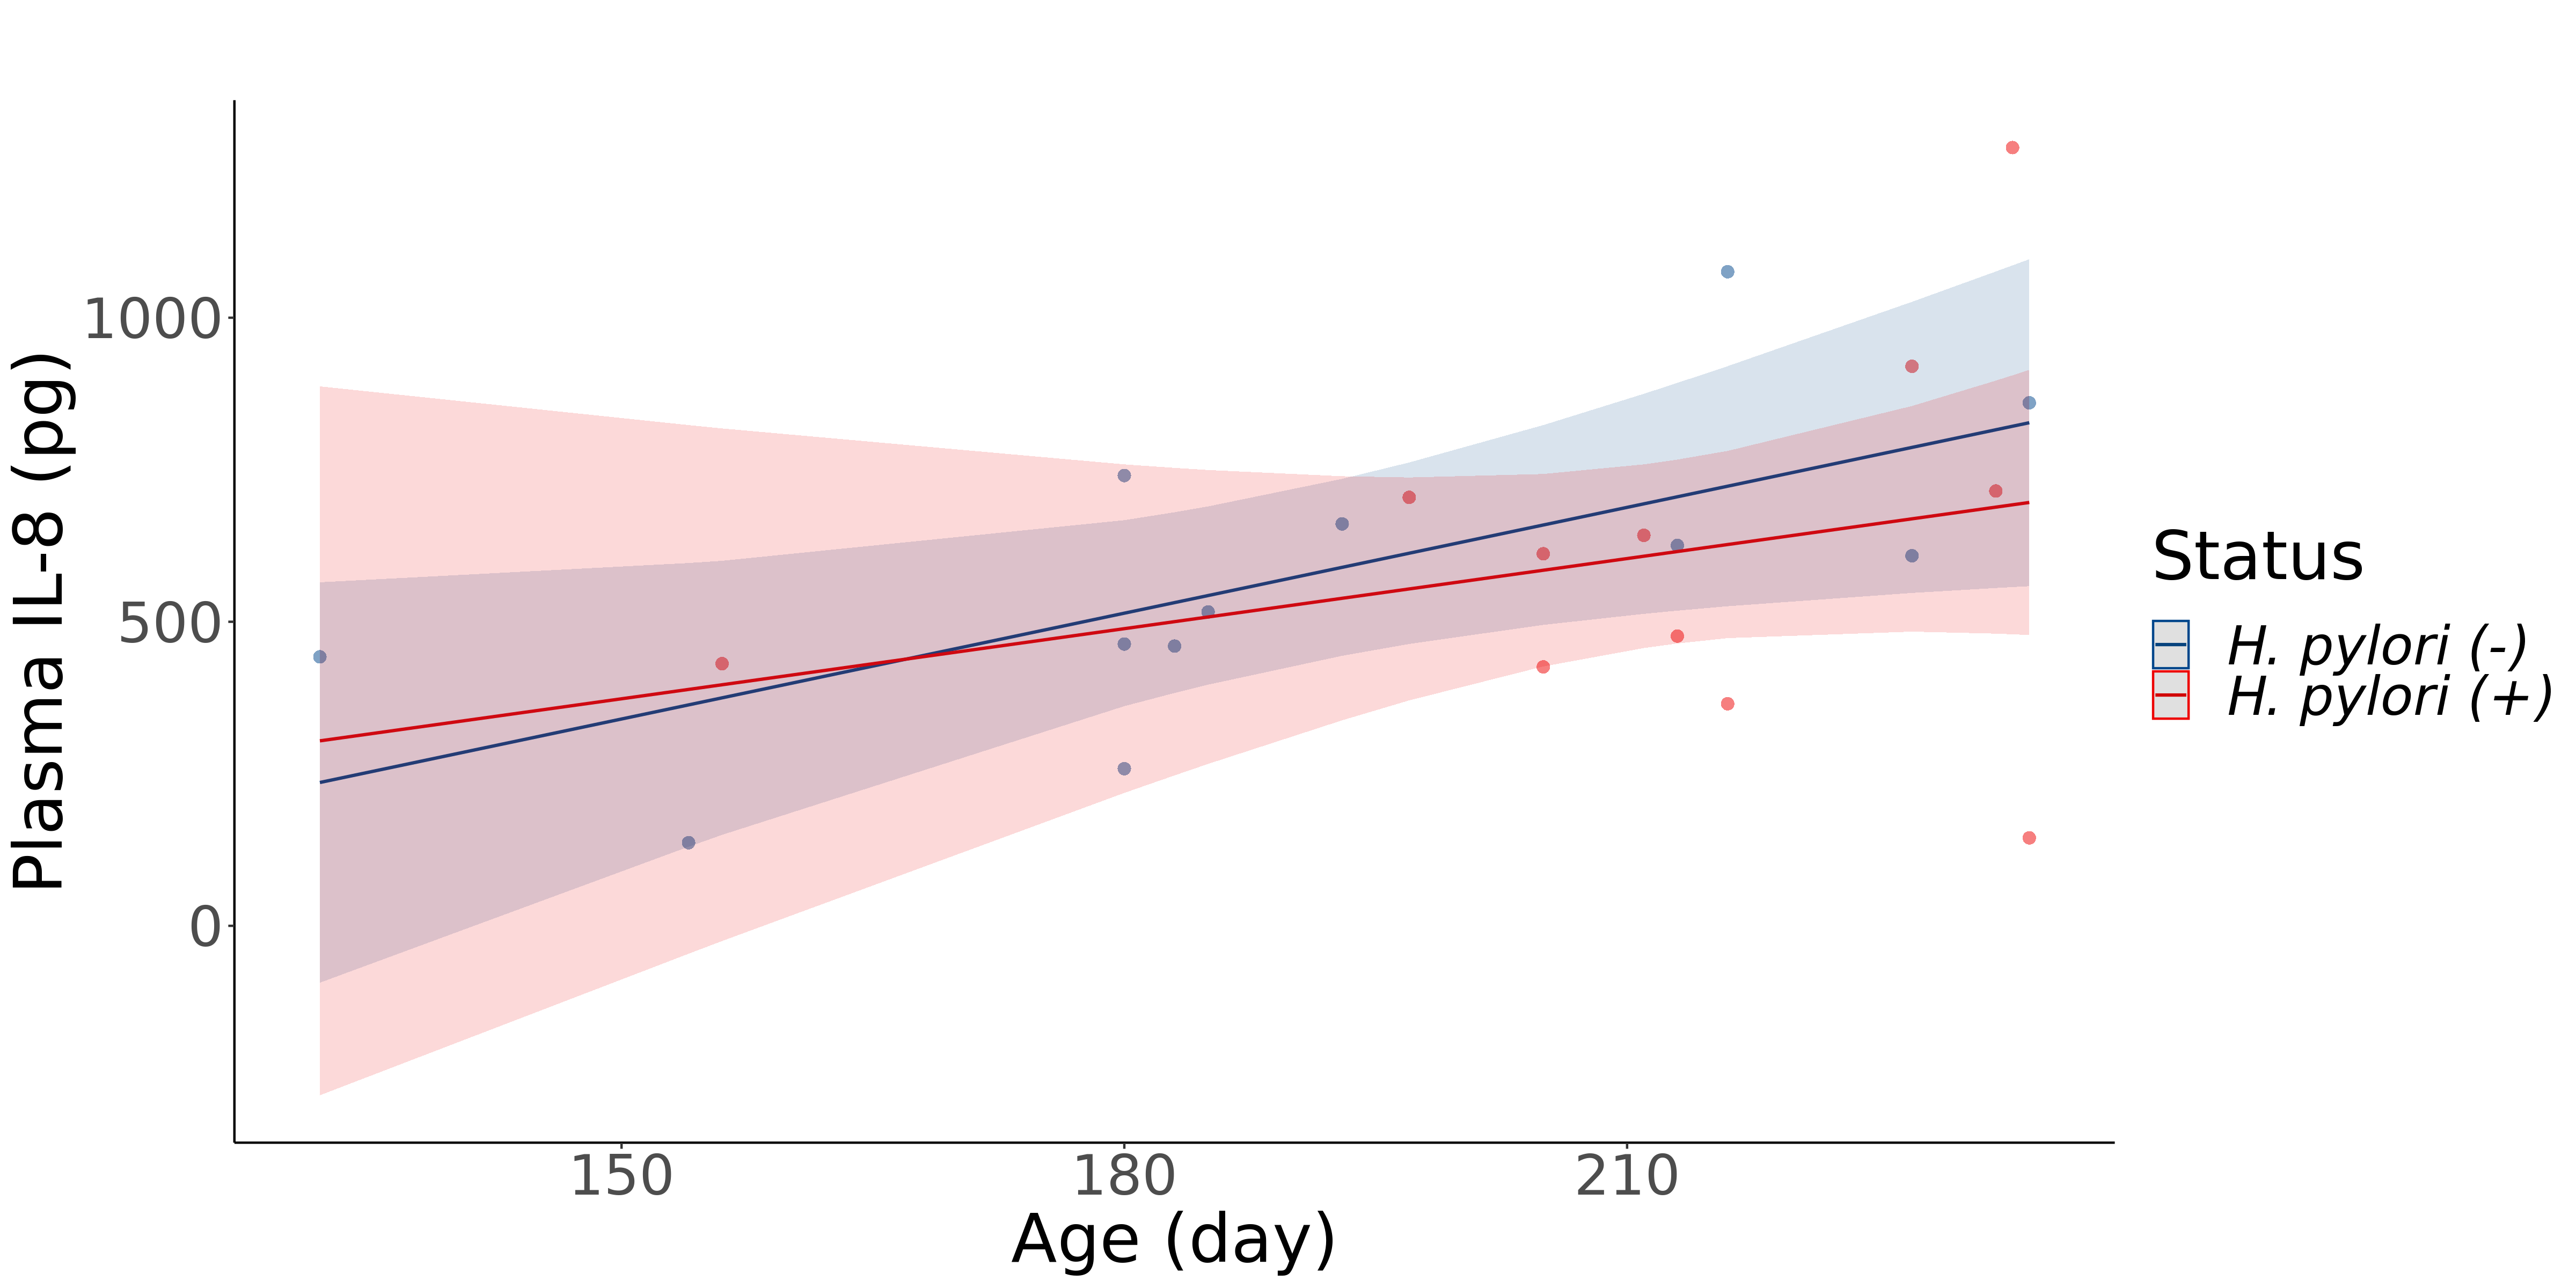 Plasma IL-8 (pg)
1000
500
0
150
180
210
Age (day)
Status
H. pylori (-)
H. pylori (+)